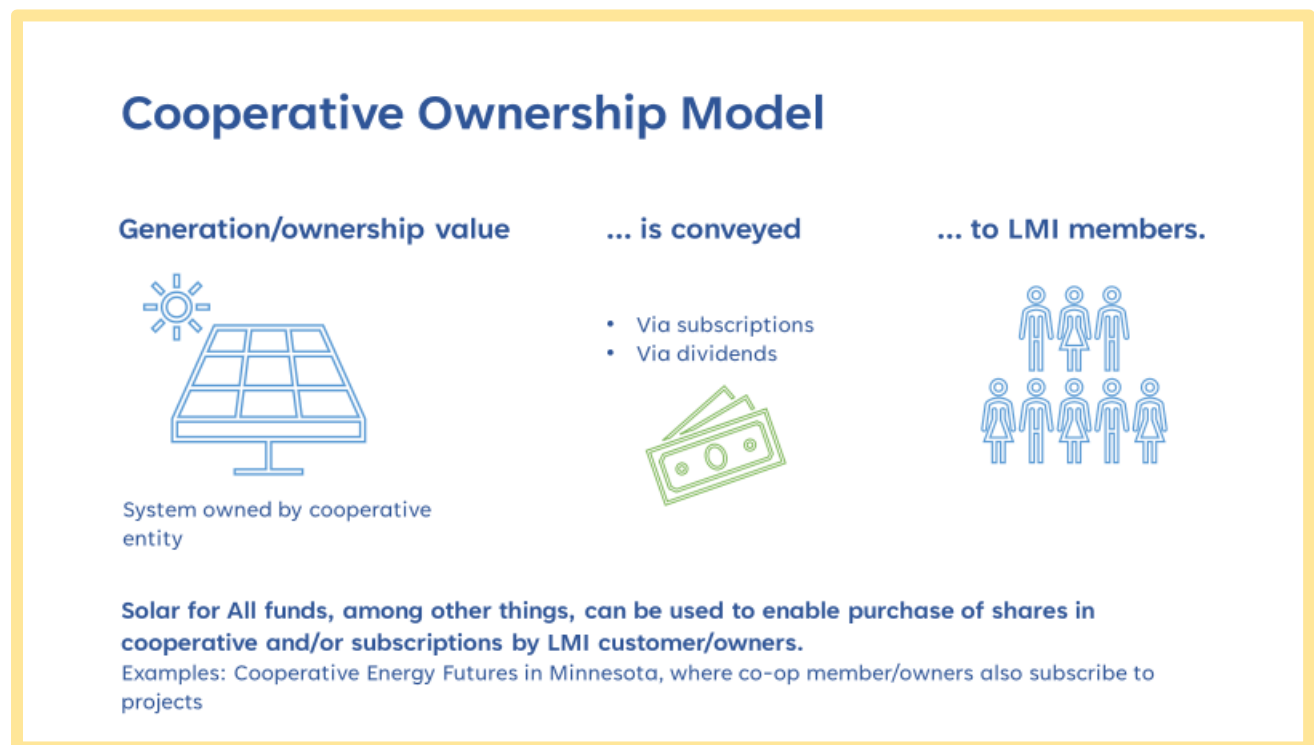 Cooperative Ownership Model
Generation/ownership value
... is conveyed
... to LMI members.
• Via subscriptions
• Via dividends
System owned by cooperative
entity
Solar for All funds, among other things, can be used to enable purchase of shares in
cooperative and/or subscriptions by LMI customer/owners.
Examples: Cooperative Energy Futures in Minnesota, where co-op member/owners also subscribe to
projects